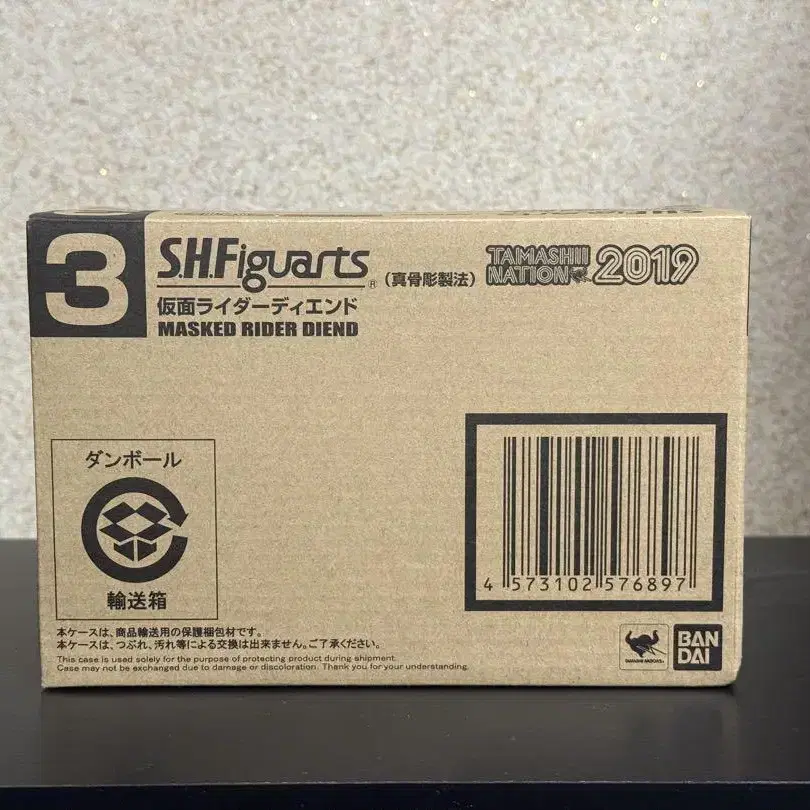 3
S.H.Figuarts®
(真骨彫製法)
TAMASHII NATION 2019
仮面ライダーディエンド
MASKED RIDER DIEND
ダンボール
輸送箱
4 573102 576897
本ケースは、商品輸送用の保護梱包材です。
本ケースは、つぶれ、汚れ等による交換は出来ません。ご了承ください。
This case is used solely for the purpose of protecting product during shipment.
Case may not be exchanged due to damage or discoloration. Thank you for your understanding.
TAMASHII NATIONS
BAN
DAI